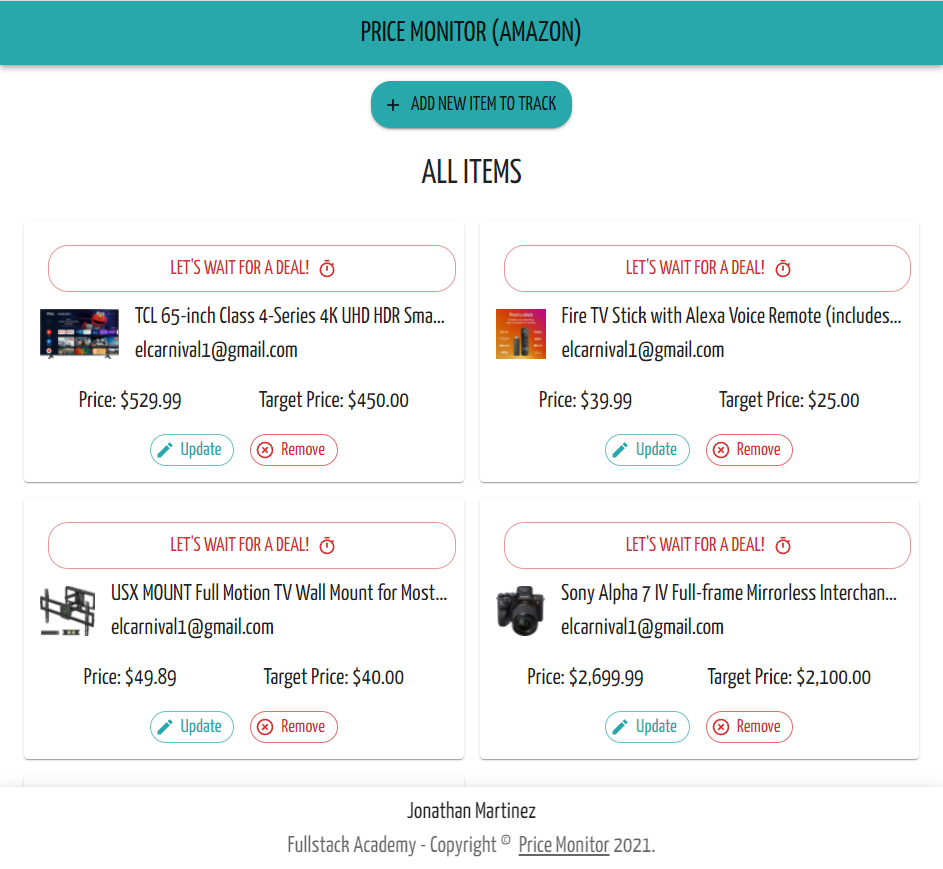 PRICE MONITOR (AMAZON)
+ ADD NEW ITEM TO TRACK
ALL ITEMS
LET'S WAIT FOR A DEAL!
TCL 65-inch Class 4-Series 4K UHD HDR Sma...
elcarnival1@gmail.com
Price: $529.99 Target Price: $450.00
Update Remove
LET'S WAIT FOR A DEAL!
Fire TV Stick with Alexa Voice Remote (includes...
elcarnival1@gmail.com
Price: $39.99 Target Price: $25.00
Update Remove
LET'S WAIT FOR A DEAL!
USX MOUNT Full Motion TV Wall Mount for Most...
elcarnival1@gmail.com
Price: $49.89 Target Price: $40.00
Update Remove
LET'S WAIT FOR A DEAL!
Sony Alpha 7 IV Full-frame Mirrorless Interchan...
elcarnival1@gmail.com
Price: $2,699.99 Target Price: $2,100.00
Update Remove
Jonathan Martinez
Fullstack Academy - Copyright © Price Monitor 2021.